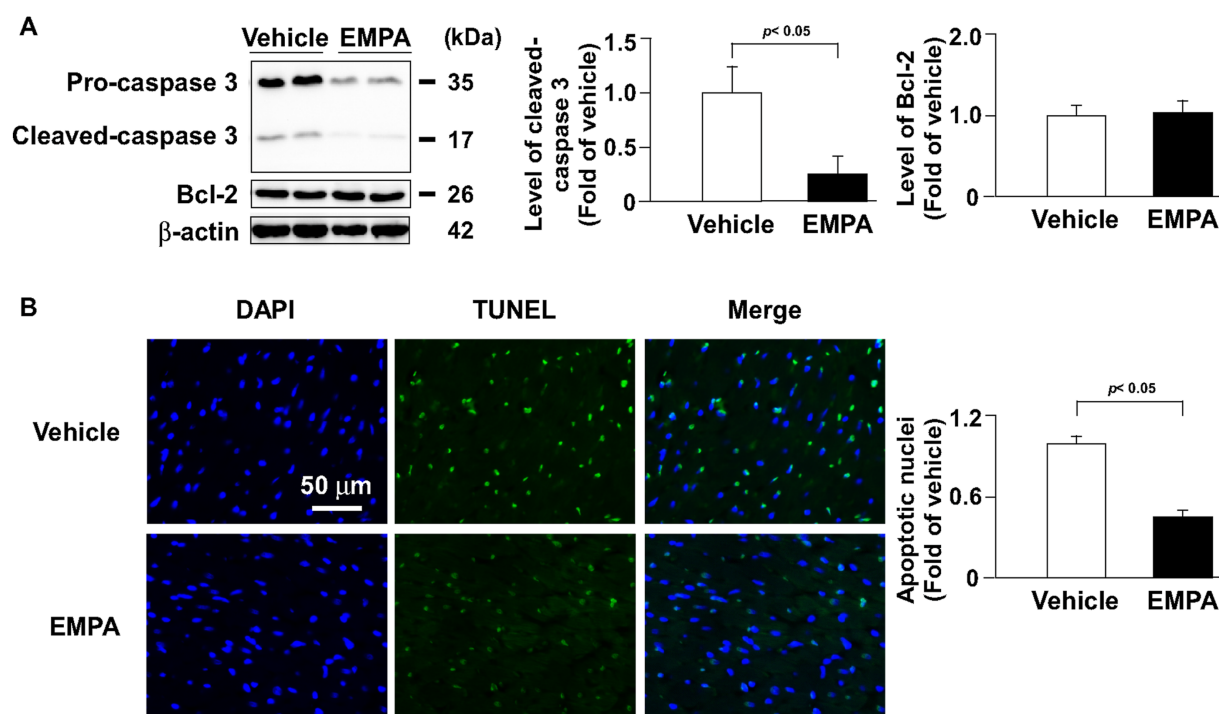 A
Vehicle EMPA (kDa)
Pro-caspase 3 35
Cleaved-caspase 3 17
Bcl-2 26
β-actin 42
Level of cleaved-
caspase 3
(Fold of vehicle)
1.5
1.0
0.5
0
p< 0.05
Vehicle EMPA
Level of Bcl-2
(Fold of vehicle)
2.0
1.0
0
Vehicle EMPA
B
DAPI TUNEL Merge
Vehicle
50 μm
EMPA
Apoptotic nuclei
(Fold of vehicle)
1.2
0.6
0
p< 0.05
Vehicle EMPA